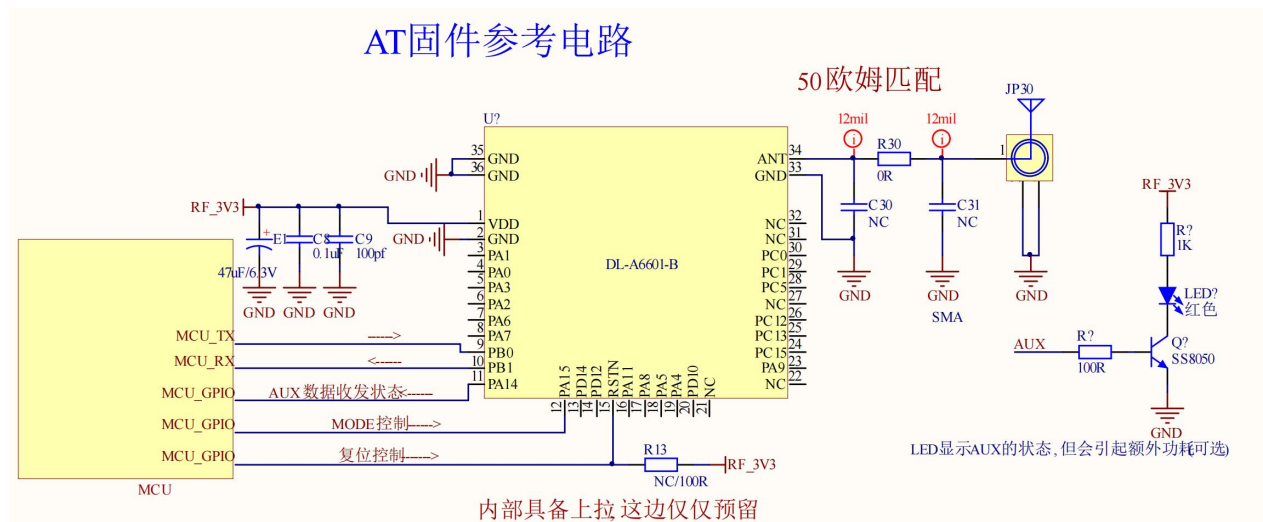 AT固件参考电路
50欧姆匹配
JP30
U?
12mil
12mil
35 GND
36 GND
GND
ANT 34
GND 33
R30
0R
1
RF_3V3
RF_3V3
1 VDD
2 GND
GND
3 PA1
4 PA0
5 PA3
6 PA2
7 PA6
8 PA7
9 PB0
10 PB1
11 PA14
DL-A6601-B
NC 32
NC 31
PC0 30
PC1 29
PC5 28
NC 27
PC12 26
PC13 25
PC15 24
PA9 23
NC 22
12 PA15
13 PD14
14 PD12
15 RSTN
16 PA11
17 PA8
18 PA5
19 PA4
20 PD10
21 NC
C30
NC
C31
NC
GND
GND
GND
SMA
+
E1
47uF/6.3V
C8
0.1uF
C9
100pf
GND
GND
GND
R?
1K
LED?
红色
AUX
R?
100R
Q?
SS8050
GND
MCU_TX ------>
MCU_RX <------
MCU_GPIO AUX数据收发状态<------
MCU_GPIO MODE控制------>
MCU_GPIO 复位控制------>
MCU
R13
NC/100R
RF_3V3
LED显示AUX的状态,但会引起额外功耗(可选)
内部具备上拉,这边仅仅预留